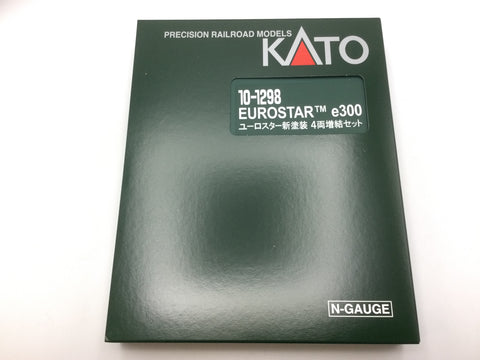 PRECISION RAILROAD MODELS
KATO
10-1298
EUROSTAR™ e300
ユーロスター新塗装 4両増結セット
N-GAUGE